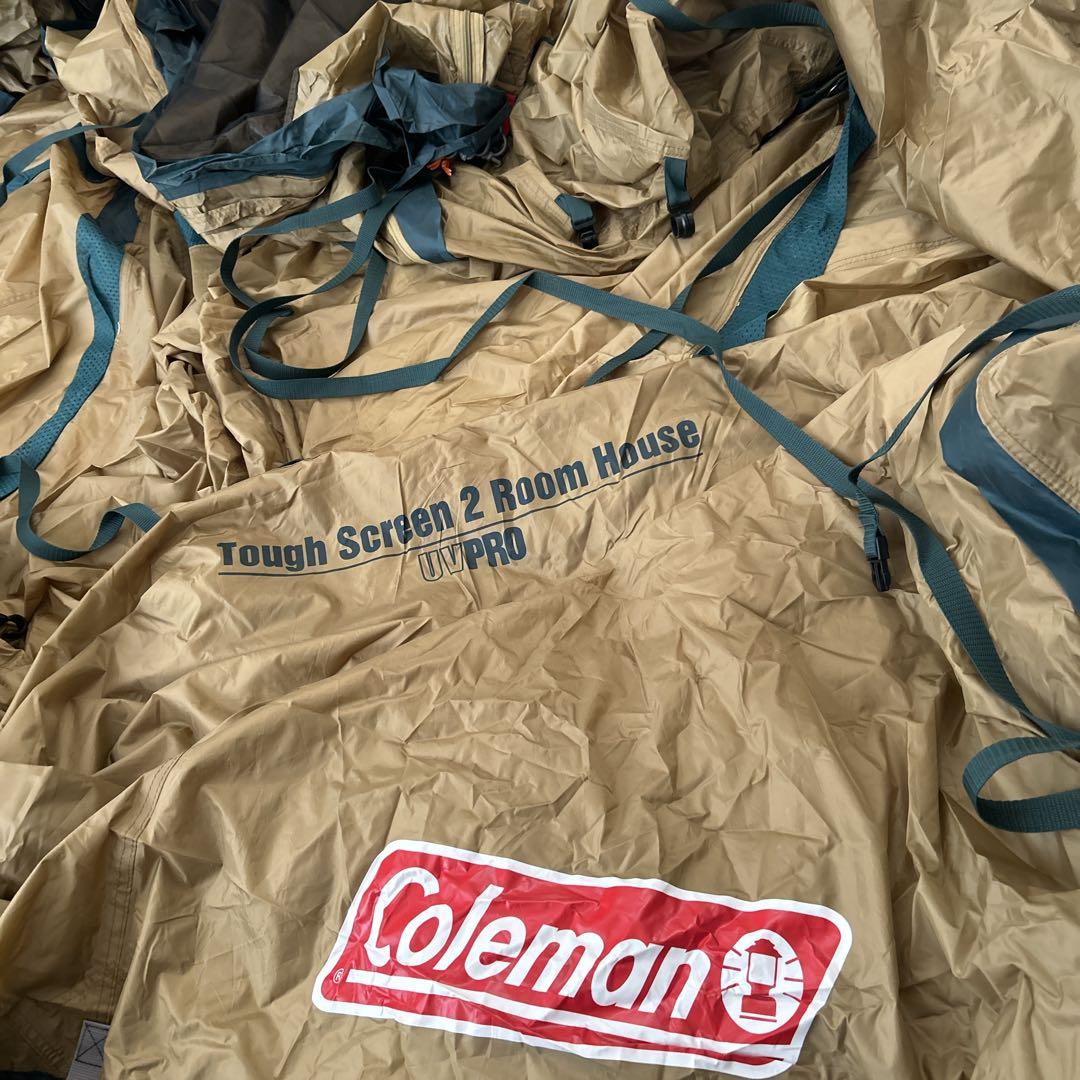 Tough Screen 2 Room House
UVPRO
Coleman
®